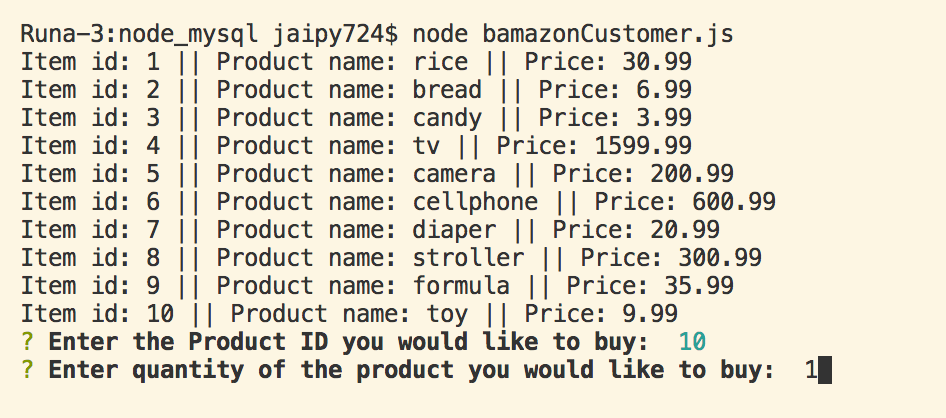 Runa-3:node_mysql jaipy724$ node bamazonCustomer.js
Item id: 1 || Product name: rice || Price: 30.99
Item id: 2 || Product name: bread || Price: 6.99
Item id: 3 || Product name: candy || Price: 3.99
Item id: 4 || Product name: tv || Price: 1599.99
Item id: 5 || Product name: camera || Price: 200.99
Item id: 6 || Product name: cellphone || Price: 600.99
Item id: 7 || Product name: diaper || Price: 20.99
Item id: 8 || Product name: stroller || Price: 300.99
Item id: 9 || Product name: formula || Price: 35.99
Item id: 10 || Product name: toy || Price: 9.99
? Enter the Product ID you would like to buy:  10
? Enter quantity of the product you would like to buy:  1